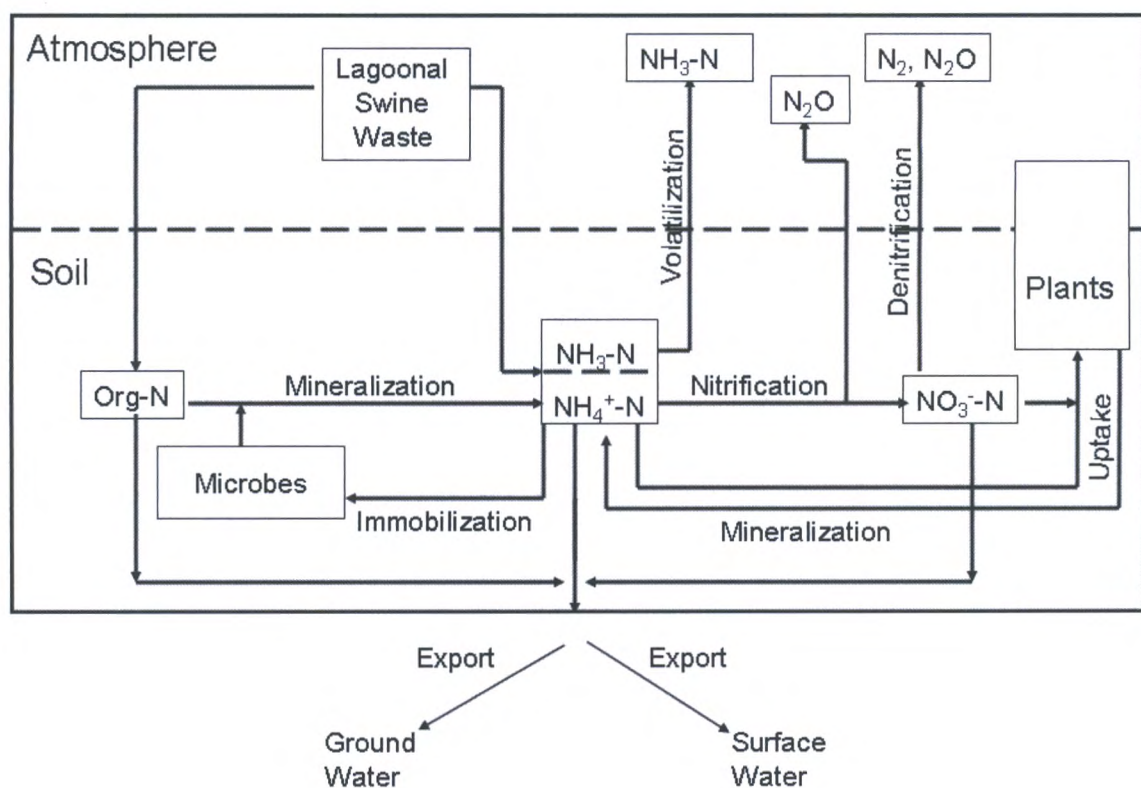 Atmosphere
Lagoonal
Swine
Waste
NH₃-N
N₂O
N₂, N₂O
Volatilization
Denitrification
Soil
Plants
Org-N
Mineralization
NH₃-N
NH₄⁺-N
Nitrification
NO₃⁻-N
Uptake
Microbes
Immobilization
Mineralization
Export
Export
Ground
Water
Surface
Water